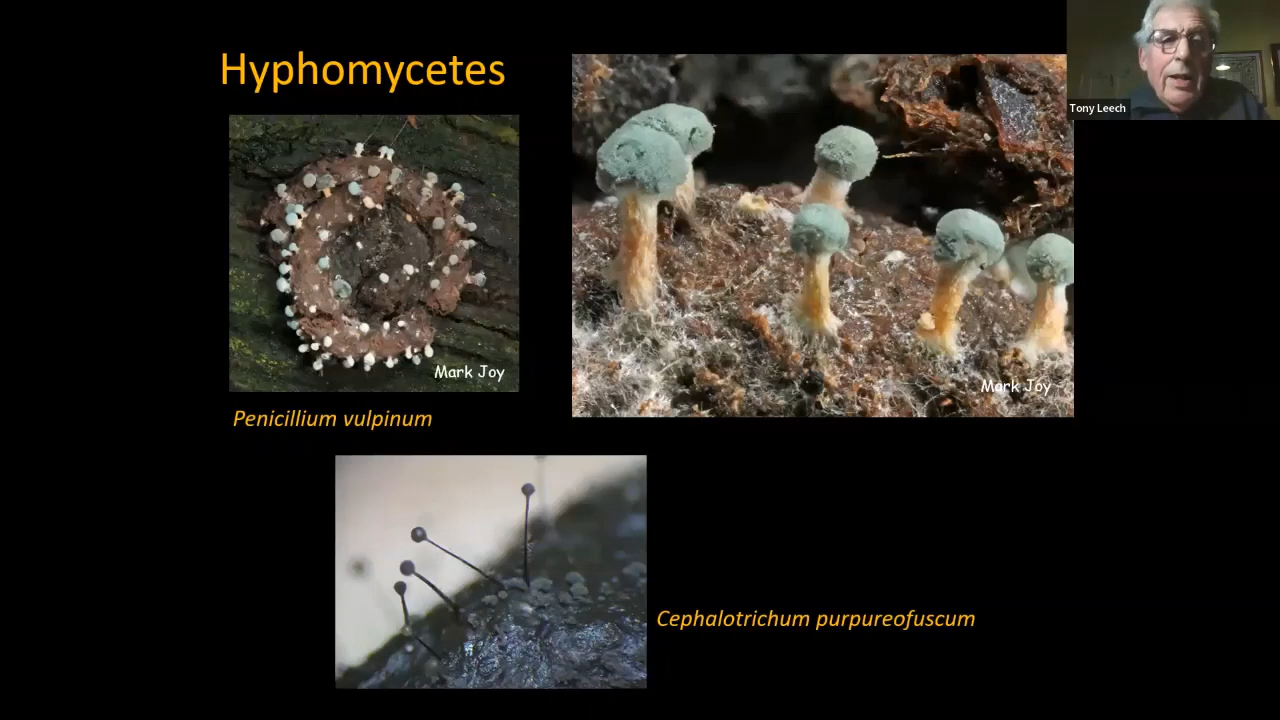 Hyphomycetes
Tony Leech
Mark Joy
Mark Joy
Penicillium vulpinum
Cephalotrichum purpureofuscum